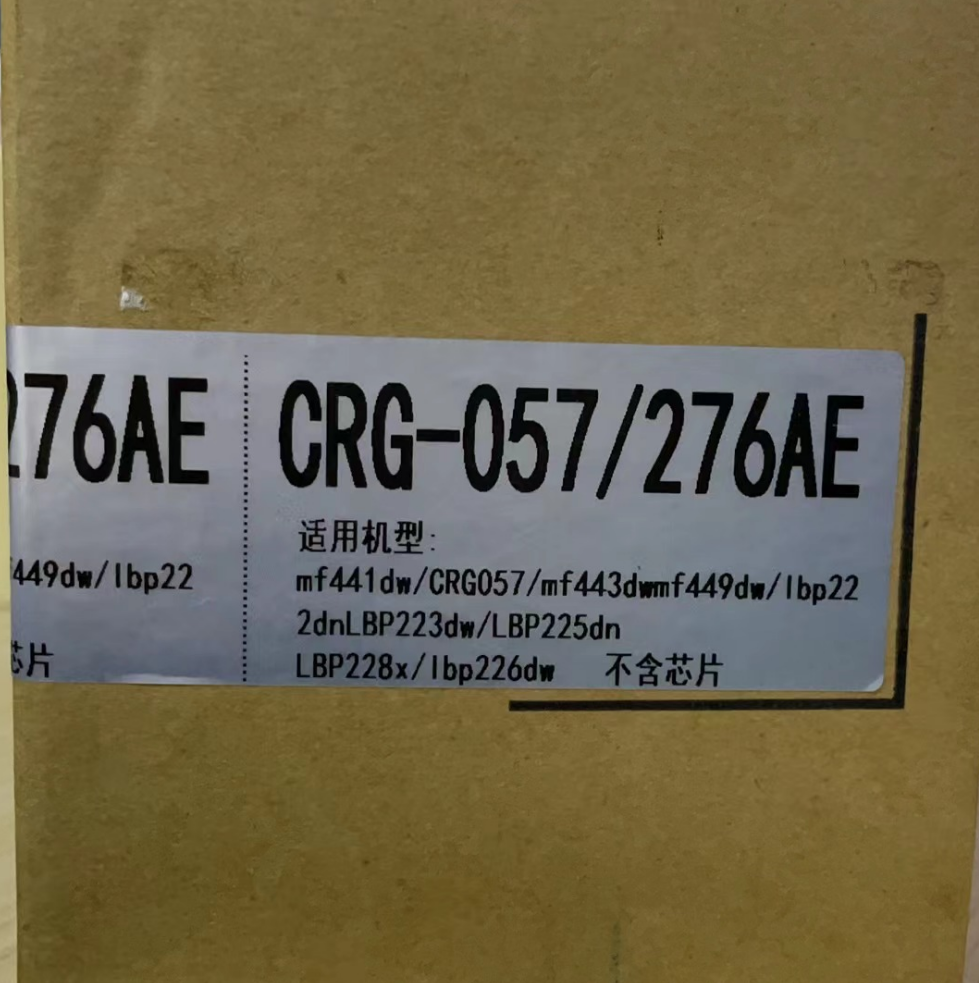 276AE
CRG-057/276AE
适用机型:
449dw/lbp22
mf441dw/CRG057/mf443dwmf449dw/lbp22
2dnLBP223dw/LBP225dn
芯片
LBP228x/lbp226dw 不含芯片